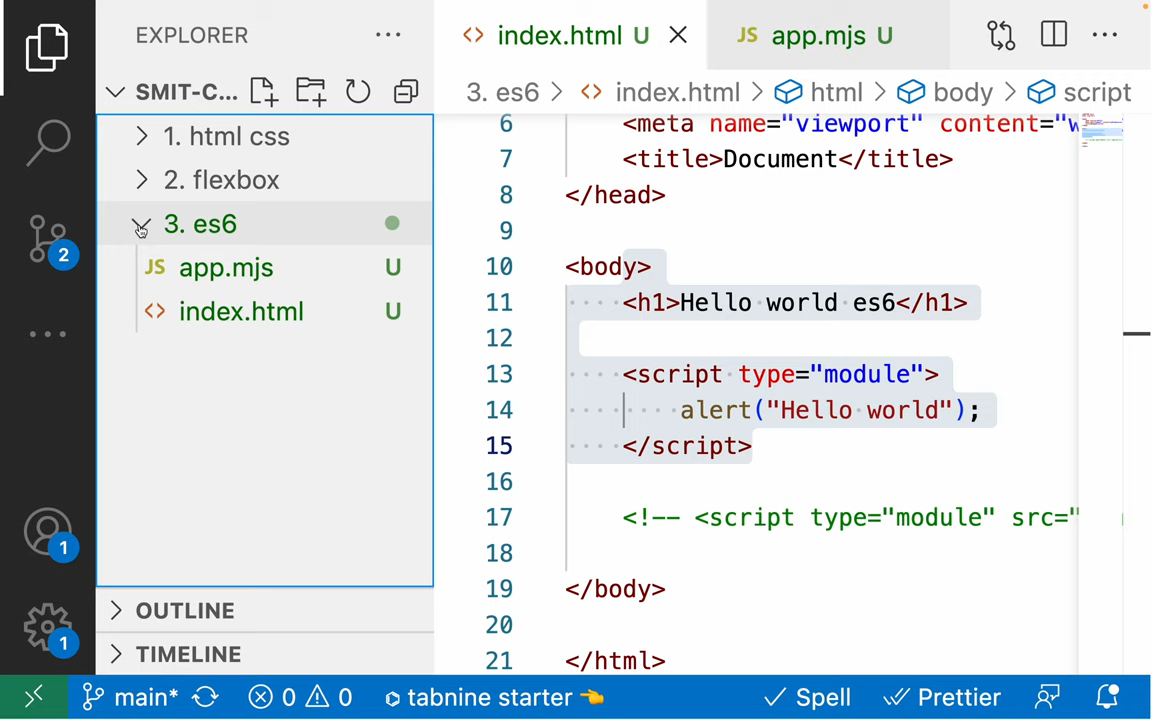 EXPLORER
SMIT-C...
1. html css
2. flexbox
3. es6
JS app.mjs U
<> index.html U
OUTLINE
TIMELINE
2
1
1
<> index.html U
JS app.mjs U
3. es6 > <> index.html > html > body > script
6 <meta name="viewport" content="w
7 <title>Document</title>
8 </head>
9
10 <body>
11 ····<h1>Hello·world·es6</h1>
12
13 ····<script·type="module">
14 ········alert("Hello·world");
15 ····</script>
16
17 <!-- <script type="module" src="
18
19 </body>
20
21 </html>
main* 0 0 tabnine starter 👈 Spell Prettier